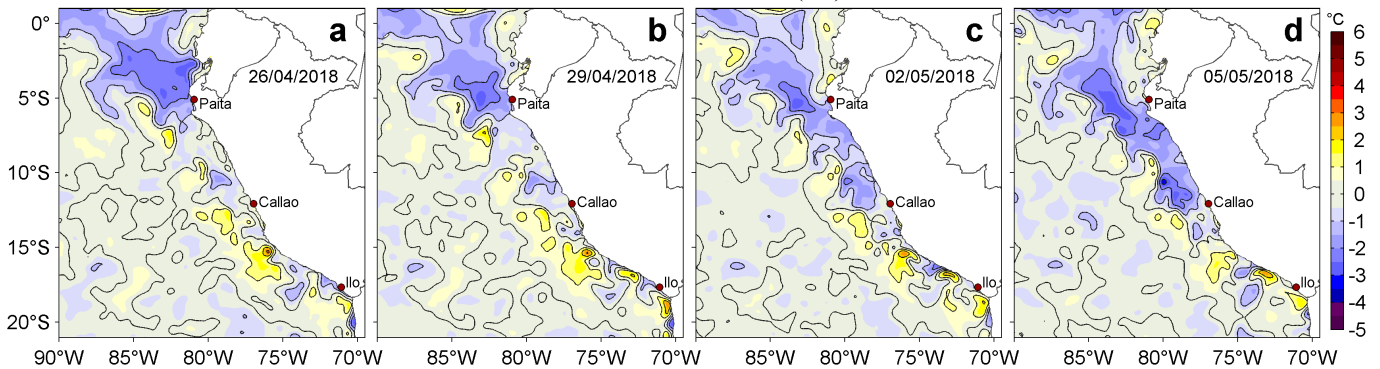 a
b
c
d
26/04/2018
29/04/2018
02/05/2018
05/05/2018
Paita
Callao
Ilo
Paita
Callao
Ilo
Paita
Callao
Ilo
Paita
Callao
Ilo
0°
5°S
10°S
15°S
20°S
90°W 85°W 80°W 75°W 70°W
85°W 80°W 75°W 70°W
85°W 80°W 75°W 70°W
85°W 80°W 75°W 70°W
°C
6
5
4
3
2
1
0
-1
-2
-3
-4
-5